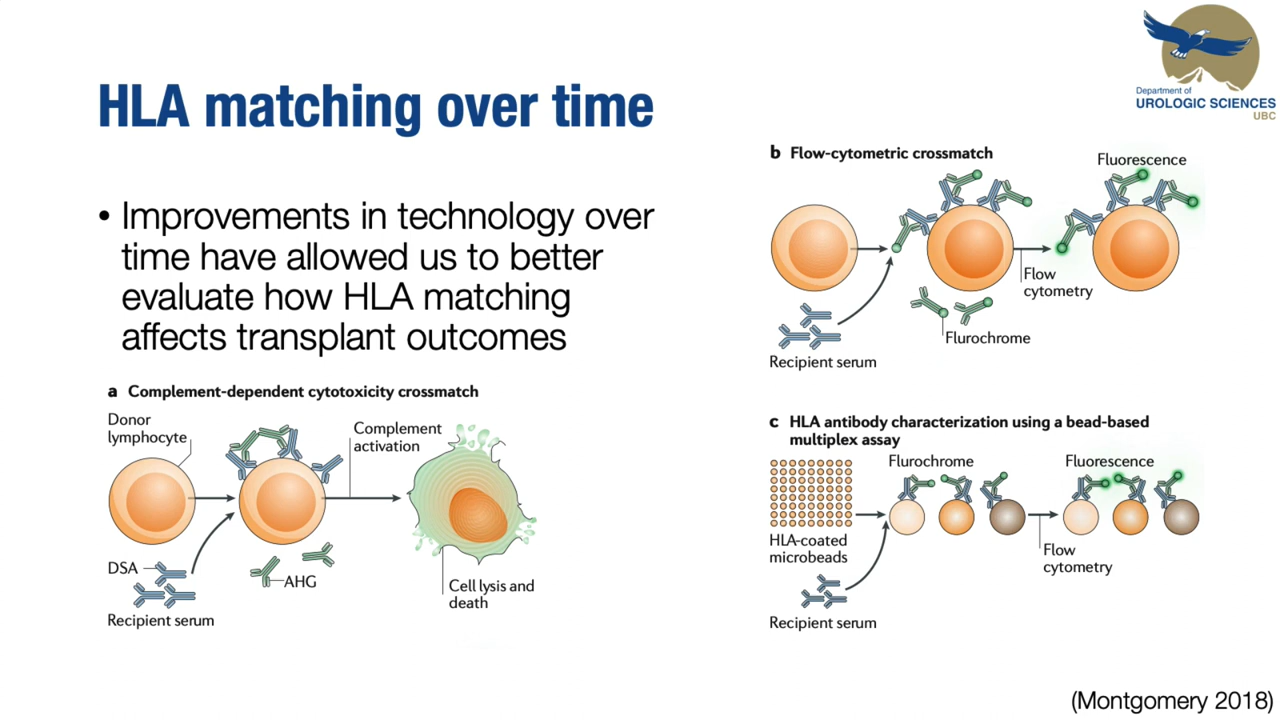 Department of
UROLOGIC SCIENCES
UBC
HLA matching over time
• Improvements in technology over
time have allowed us to better
evaluate how HLA matching
affects transplant outcomes
a Complement-dependent cytotoxicity crossmatch
Donor
lymphocyte
Complement
activation
DSA
AHG
Recipient serum
Cell lysis and
death
b Flow-cytometric crossmatch
Fluorescence
Flow
cytometry
Flurochrome
Recipient serum
c HLA antibody characterization using a bead-based
multiplex assay
Flurochrome
Fluorescence
HLA-coated
microbeads
Flow
cytometry
Recipient serum
(Montgomery 2018)